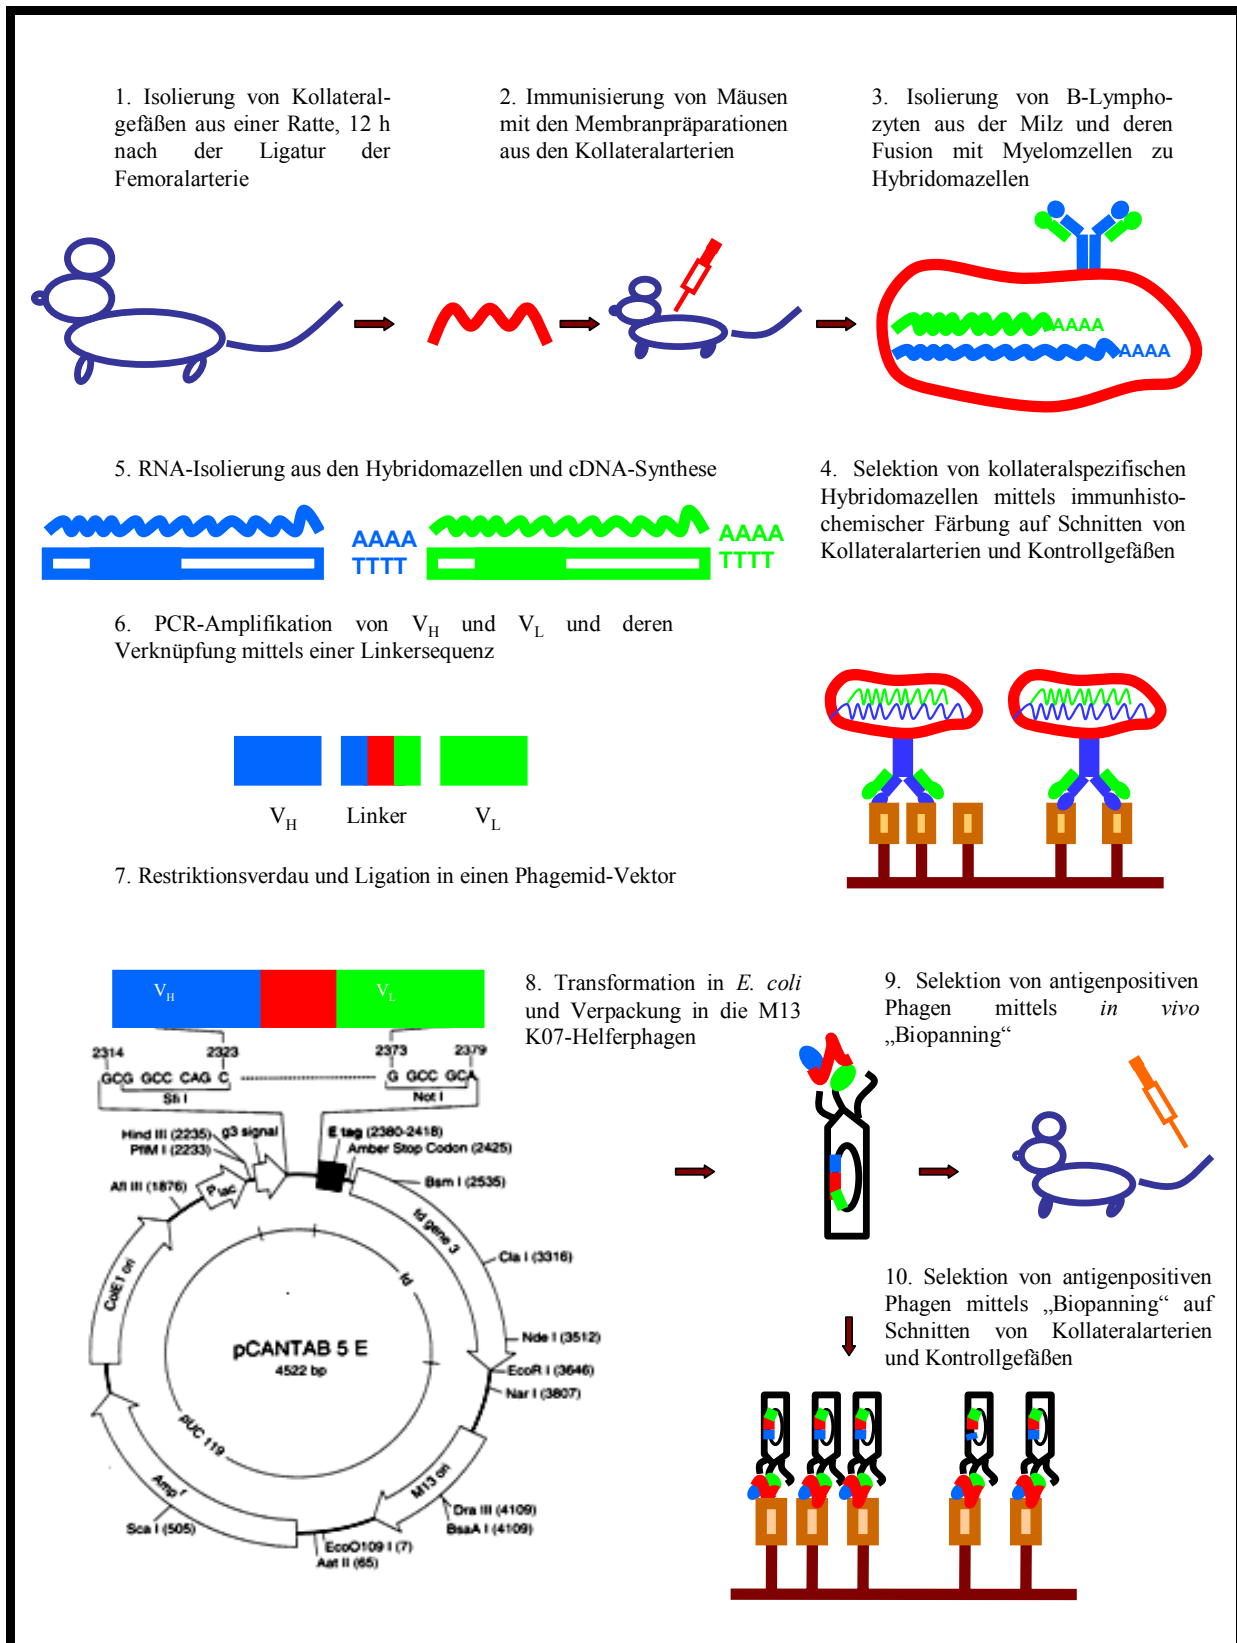 1. Isolierung von Kollateral-
gefäßen aus einer Ratte, 12 h
nach der Ligatur der
Femoralarterie
2. Immunisierung von Mäusen
mit den Membranpräparationen
aus den Kollateralarterien
3. Isolierung von B-Lympho-
zyten aus der Milz und deren
Fusion mit Myelomzellen zu
Hybridomazellen
AAAA
AAAA
5. RNA-Isolierung aus den Hybridomazellen und cDNA-Synthese
AAAA
TTTT
AAAA
TTTT
4. Selektion von kollateralspezifischen
Hybridomazellen mittels immunhisto-
chemischer Färbung auf Schnitten von
Kollateralarterien und Kontrollgefäßen
6. PCR-Amplifikation von VH und VL und deren
Verknüpfung mittels einer Linkersequenz
VH Linker VL
7. Restriktionsverdau und Ligation in einen Phagemid-Vektor
VH VL
2314 2323 2373 2379
GCG GCC CAG C G GCC GCA
Sfi I Not I
Hind III (2235) g3 signal E tag (2380-2418)
PflM I (2233) Amber Stop Codon (2425)
Afl III (1876) P lac Bsm I (2535)
fd gene 3
ColE1 ori fd Cla I (3316)
pCANTAB 5 E
4522 bp
Nde I (3512)
EcoR I (3646)
Nar I (3807)
pUC 119
Amp r M13 ori
Dra III (4109)
Sca I (505) BsaA I (4109)
EcoO109 I (7)
Aat II (65)
8. Transformation in E. coli
und Verpackung in die M13
K07-Helferphagen
9. Selektion von antigenpositiven
Phagen mittels in vivo
„Biopanning“
10. Selektion von antigenpositiven
Phagen mittels „Biopanning“ auf
Schnitten von Kollateralarterien
und Kontrollgefäßen